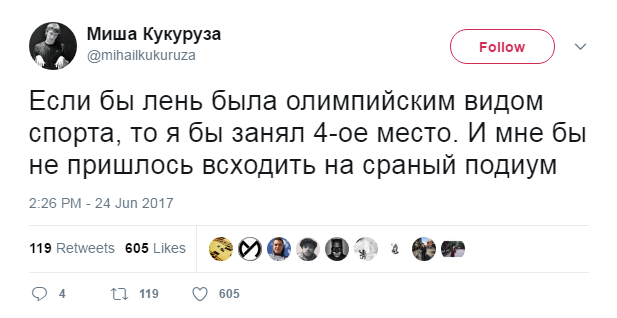 Миша Кукуруза
@mihailkukuruza
Follow
Если бы лень была олимпийским видом
спорта, то я бы занял 4-ое место. И мне бы
не пришлось всходить на сраный подиум
2:26 PM - 24 Jun 2017
119 Retweets 605 Likes
4 119 605